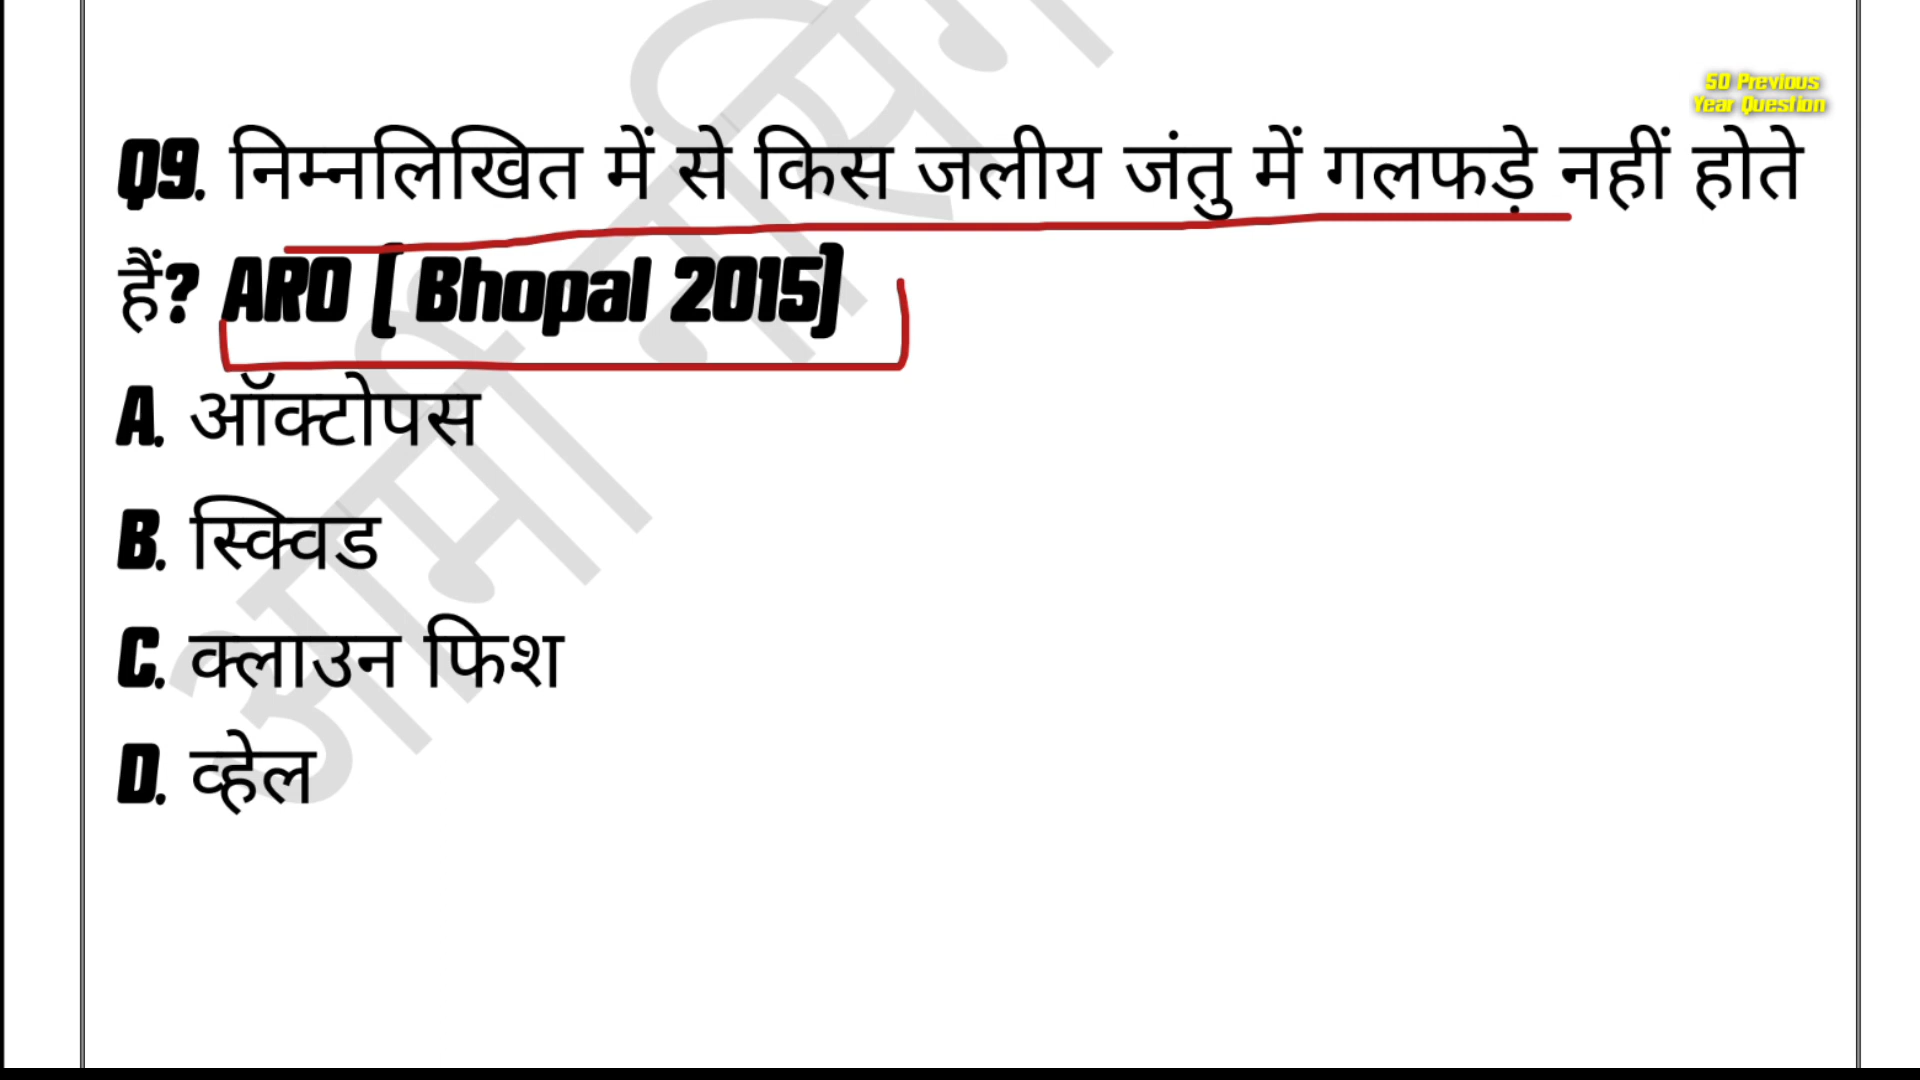 50 Previous
Year Question
Q9. निम्नलिखित में से किस जलीय जंतु में गलफड़े नहीं होते
हैं? ARO ( Bhopal 2015)
A. ऑक्टोपस
B. स्क्विड
C. क्लाउन फिश
D. व्हेल